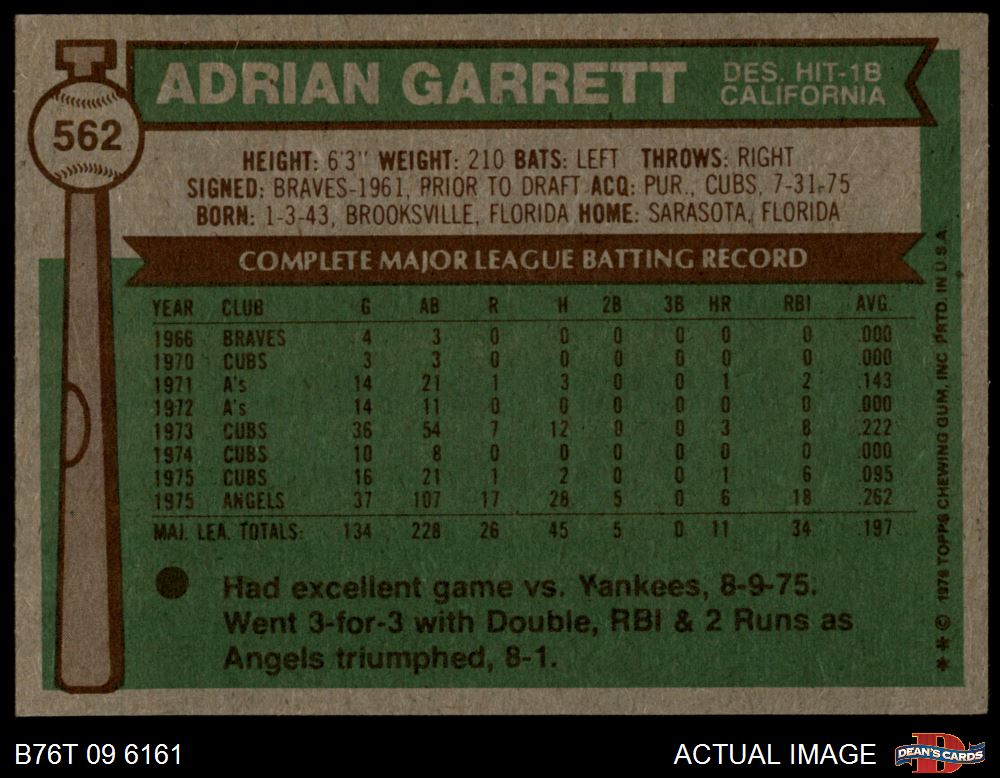 ADRIAN GARRETT
DES. HIT-1B
CALIFORNIA
562
HEIGHT: 6'3" WEIGHT: 210 BATS: LEFT THROWS: RIGHT
SIGNED: BRAVES-1961, PRIOR TO DRAFT ACQ: PUR., CUBS, 7-31-75
BORN: 1-3-43, BROOKSVILLE, FLORIDA HOME: SARASOTA, FLORIDA
COMPLETE MAJOR LEAGUE BATTING RECORD
YEAR CLUB G AB R H 2B 3B HR RBI AVG.
1966 BRAVES 4 3 0 0 0 0 0 0 .000
1970 CUBS 3 3 0 0 0 0 0 0 .000
1971 A's 14 21 1 3 0 0 1 2 .143
1972 A's 14 11 0 0 0 0 0 0 .000
1973 CUBS 36 54 7 12 0 0 3 8 .222
1974 CUBS 10 8 0 0 0 0 0 0 .000
1975 CUBS 16 21 1 2 0 0 1 6 .095
1975 ANGELS 37 107 17 28 5 0 6 18 .262
MAJ. LEA. TOTALS: 134 228 26 45 5 0 11 34 .197
Had excellent game vs. Yankees, 8-9-75.
Went 3-for-3 with Double, RBI & 2 Runs as
Angels triumphed, 8-1.
** © 1976 TOPPS CHEWING GUM, INC. PRTD. IN U.S.A.
B76T 09 6161
ACTUAL IMAGE
D
DEAN'S CARDS